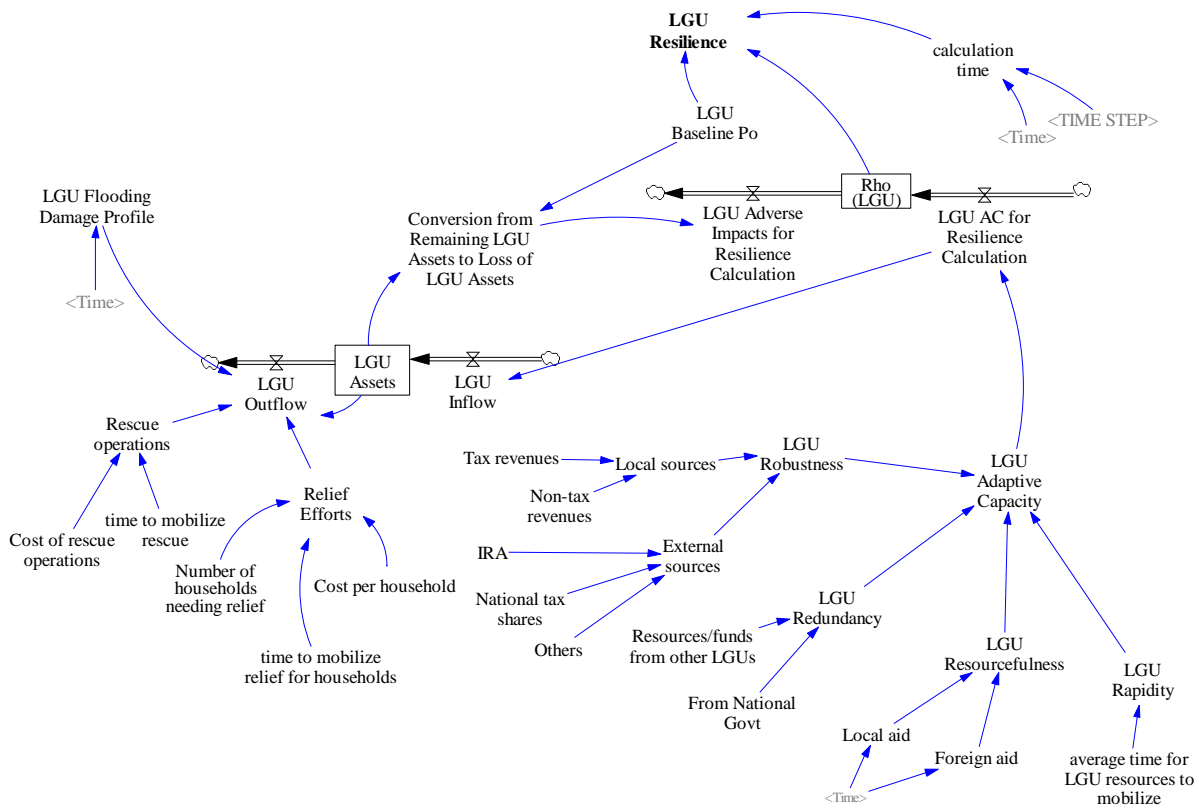 LGU
Resilience
calculation
time
<TIME STEP>
<Time>
LGU
Baseline Po
LGU Flooding
Damage Profile
<Time>
Conversion from
Remaining LGU
Assets to Loss of
LGU Assets
LGU Adverse
Impacts for
Resilience
Calculation
Rho
(LGU)
LGU AC for
Resilience
Calculation
LGU
Outflow
LGU
Assets
LGU
Inflow
Rescue
operations
Cost of rescue
operations
time to mobilize
rescue
Relief
Efforts
Number of
households
needing relief
Cost per household
time to mobilize
relief for households
Tax revenues
Local sources
Non-tax
revenues
LGU
Robustness
IRA
External
sources
National tax
shares
Others
LGU
Adaptive
Capacity
LGU
Redundancy
Resources/funds
from other LGUs
From National
Govt
LGU
Resourcefulness
Local aid
Foreign aid
<Time>
LGU
Rapidity
average time for
LGU resources to
mobilize